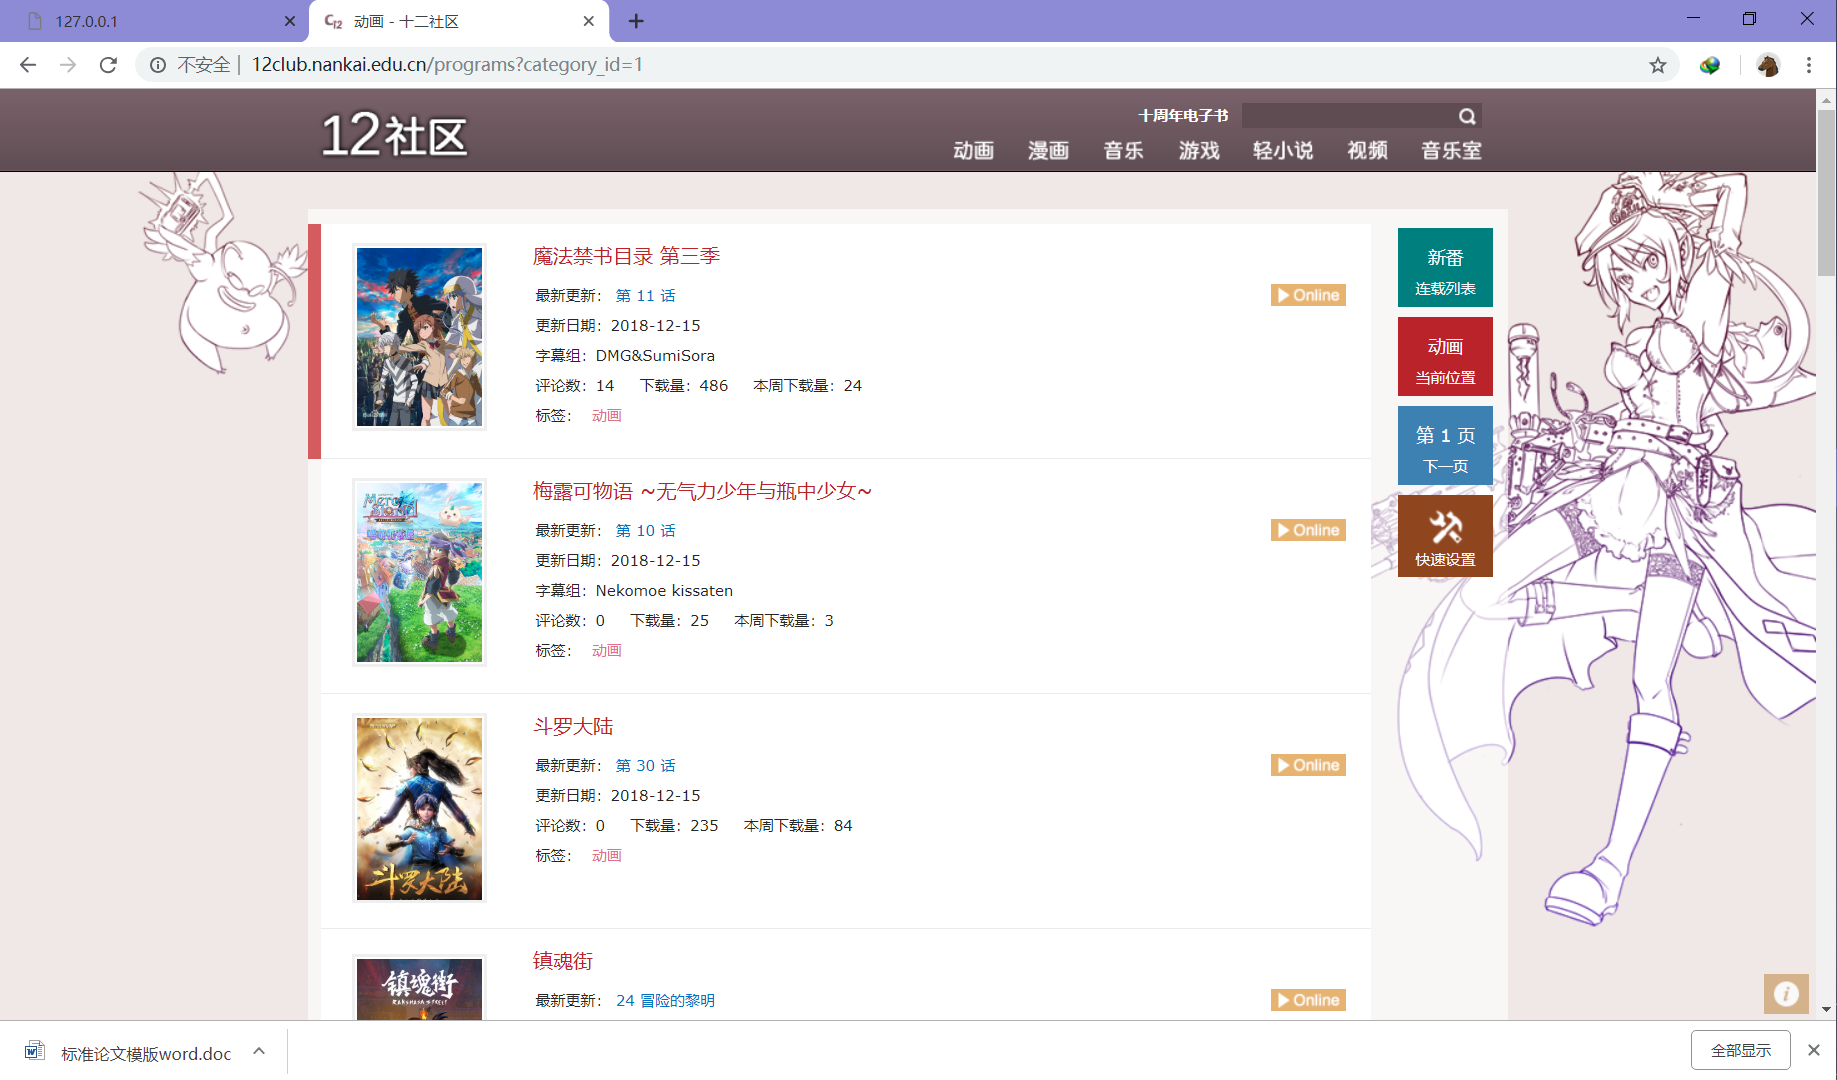 127.0.0.1
动画 - 十二社区
不安全 | 12club.nankai.edu.cn/programs?category_id=1
12社区
十周年电子书
动画 漫画 音乐 游戏 轻小说 视频 音乐室
魔法禁书目录 第三季
最新更新： 第 11 话
Online
更新日期：2018-12-15
字幕组：DMG&SumiSora
评论数：14 下载量：486 本周下载量：24
标签： 动画
梅露可物语 ~无气力少年与瓶中少女~
最新更新： 第 10 话
Online
更新日期：2018-12-15
字幕组：Nekomoe kissaten
评论数：0 下载量：25 本周下载量：3
标签： 动画
斗罗大陆
斗罗大陆
最新更新： 第 30 话
Online
更新日期：2018-12-15
评论数：0 下载量：235 本周下载量：84
标签： 动画
镇魂街
RAKSHASA STREET
镇魂街
最新更新： 24 冒险的黎明
Online
新番
连载列表
动画
当前位置
第 1 页
下一页
快速设置
标准论文模版word.doc
全部显示